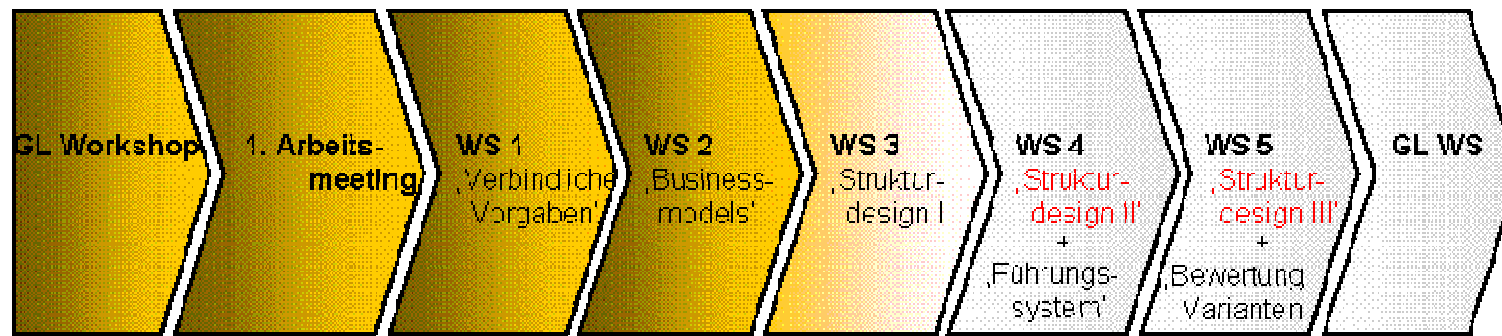 GL Workshop
1. Arbeits-
meeting
WS 1
‚Verbindliche
Vorgaben'
WS 2
‚Business-
models'
WS 3
‚Struktur-
design I
WS 4
‚Struktur-
design II'
+
‚Führungs-
system'
WS 5
‚Struktur-
design III'
+
‚Bewertung
Varianten
GL WS